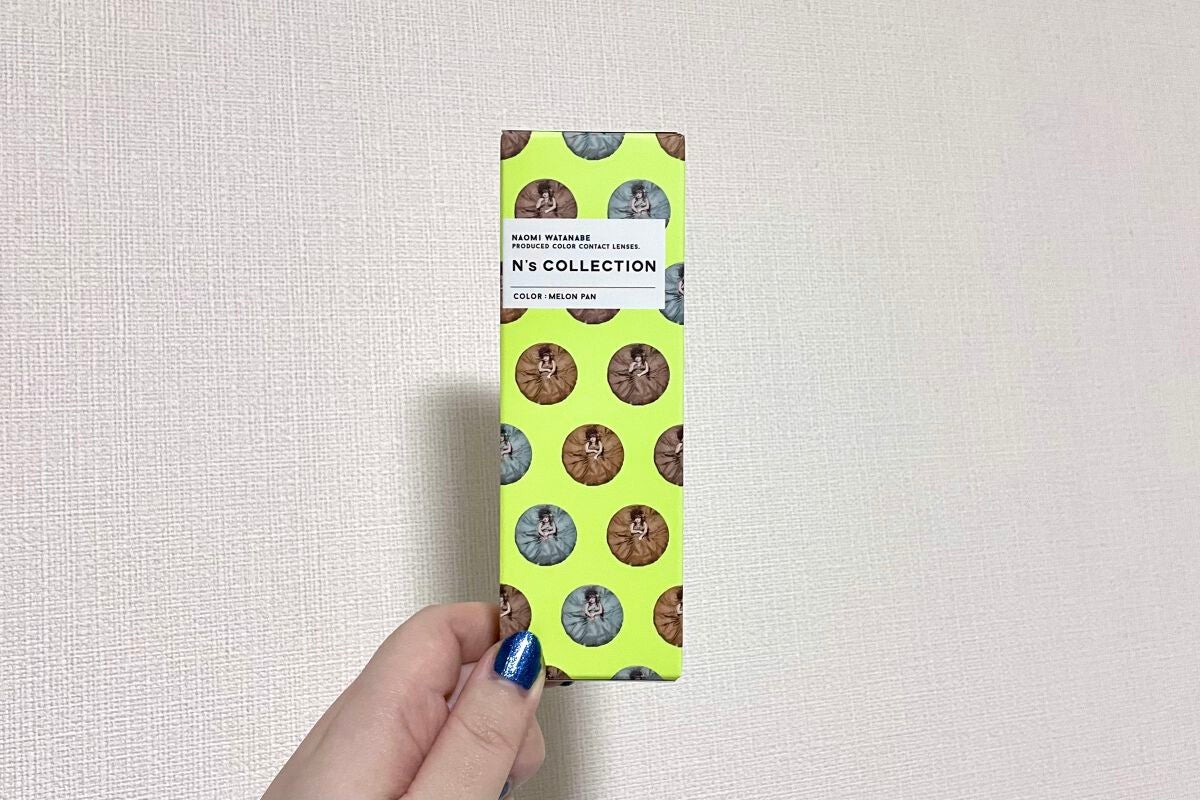 NAOMI WATANABE
PRODUCED COLOR CONTACT LENSES.
N's COLLECTION
COLOR : MELON PAN